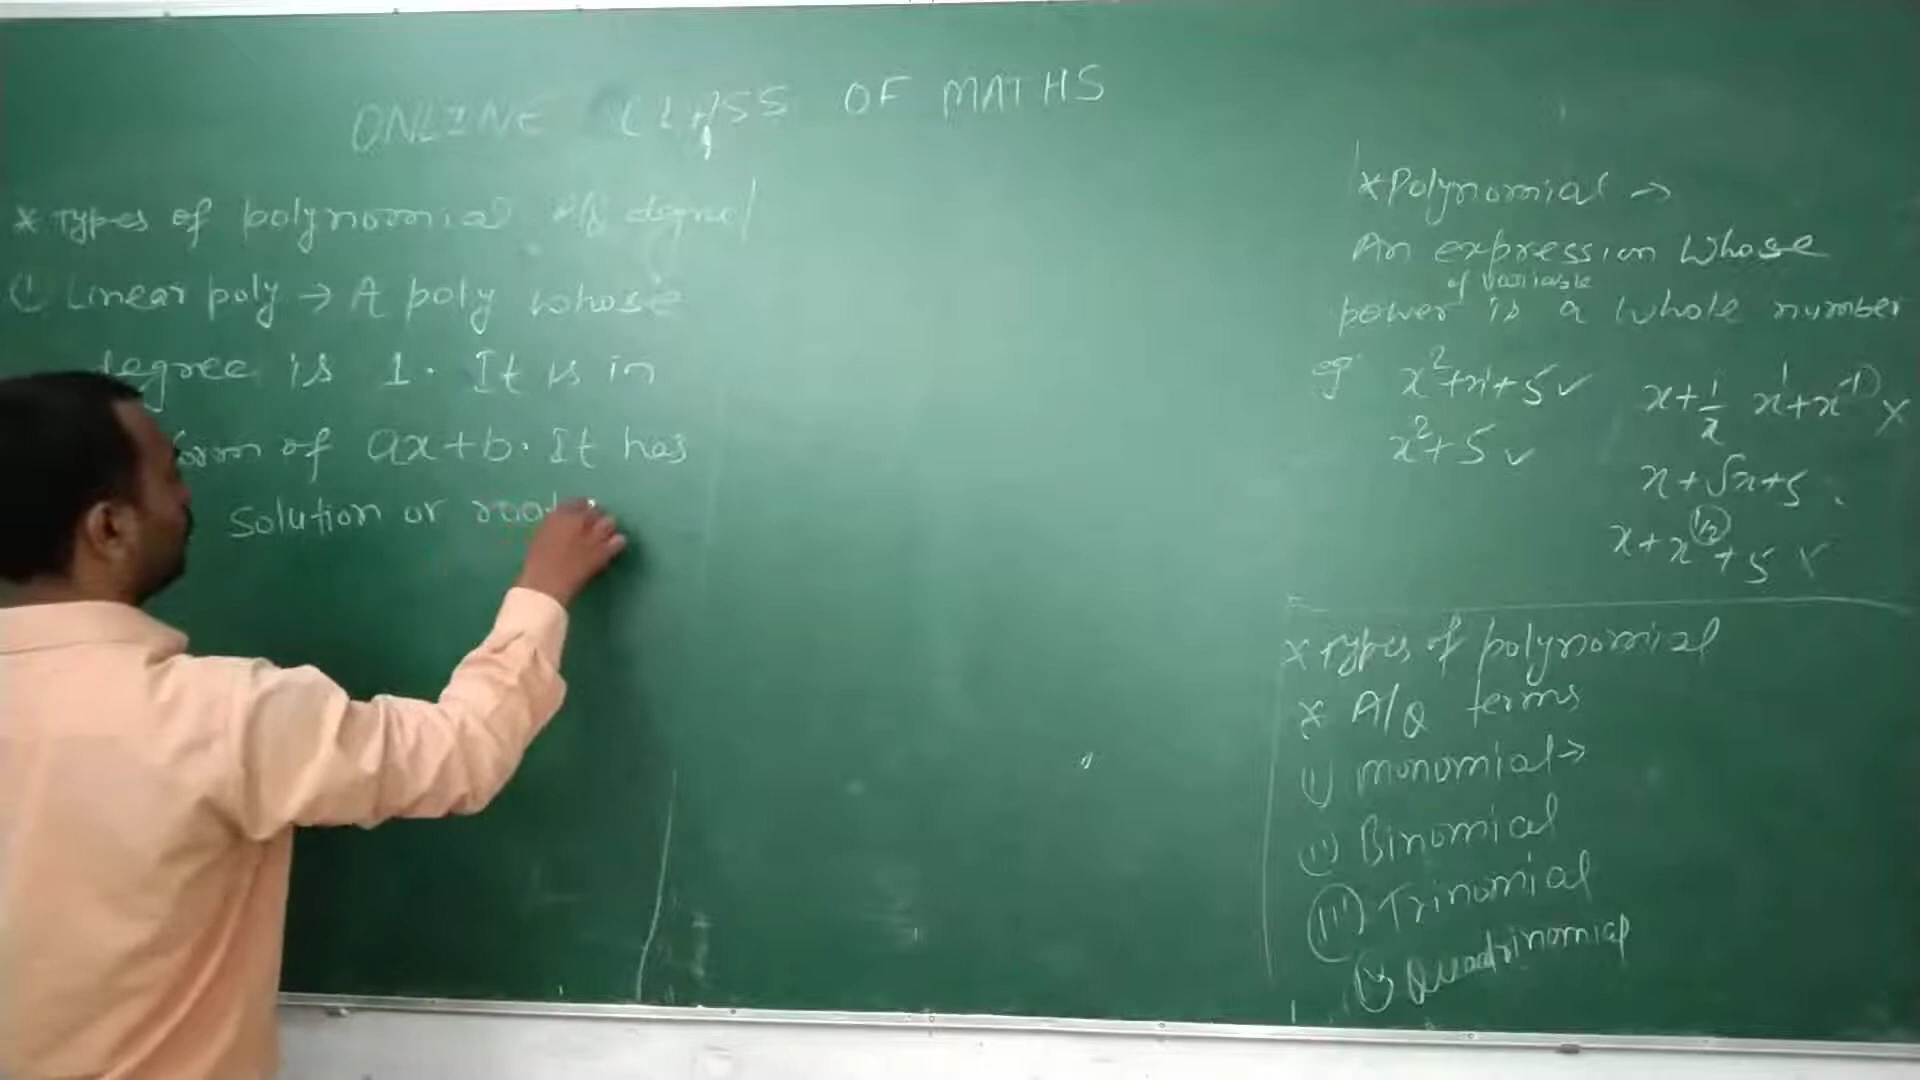 ONLINE CLASS OF MATHS
* Types of polynomial A/Q degree
(i Linear poly → A poly whose
degree is 1. It is in
form of ax+b. It has
solution or root
* Polynomial →
An expression whose
of variable
power is a whole number
eg x²+x¹+5 ✓ x+1/x x¹+x⁻¹ ×
x²+5 ✓
x+√x+5
x+x^1/2+5 ×
* Types of polynomial
* A/Q terms
(i) monomial →
(ii) Binomial
(iii) Trinomial
Quadrinomial